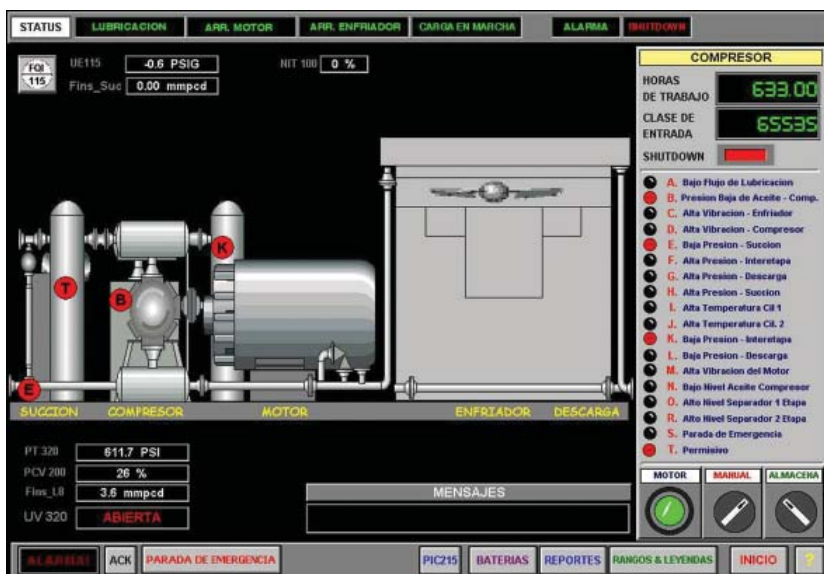 STATUS LUBRICACION ARR. MOTOR ARR. ENFRIADOR CARGA EN MARCHA ALARMA SHUTDOWN
FQI 115
UE115 -0.6 PSIG
NIT 100 0 %
Fins_Suc 0.00 mmpcd
COMPRESOR
HORAS DE TRABAJO 633.00
CLASE DE ENTRADA 65535
SHUTDOWN
A. Bajo Flujo de Lubricacion
B. Presion Baja de Aceite - Comp.
C. Alta Vibracion - Enfriador
D. Alta Vibracion - Compresor
E. Baja Presion - Succion
F. Alta Presion - Interetapa
G. Alta Presion - Descarga
H. Alta Presion - Succion
I. Alta Temperatura Cil 1
J. Alta Temperatura Cil. 2
K. Baja Presion - Interetapa
L. Baja Presion - Descarga
M. Alta Vibracion del Motor
N. Bajo Nivel Aceite Compresor
O. Alto Nivel Separador 1 Etapa
R. Alto Nivel Separador 2 Etapa
S. Parada de Emergencia
T. Permisivo
K
T
B
E
SUCCION COMPRESOR MOTOR ENFRIADOR DESCARGA
PT 320 611.7 PSI
PCV 200 26 %
Fins_L8 3.6 mmpcd
UV 320 ABIERTA
MENSAJES
MOTOR MANUAL ALMACENA
ALARMA! ACK PARADA DE EMERGENCIA PIC215 BATERIAS REPORTES RANGOS & LEYENDAS INICIO ?